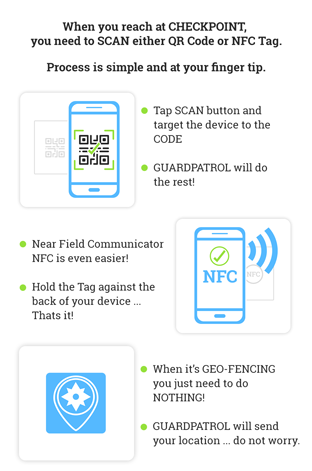 When you reach at CHECKPOINT,
you need to SCAN either QR Code or NFC Tag.
Process is simple and at your finger tip.
Tap SCAN button and
target the device to the
CODE
GUARDPATROL will do
the rest!
Near Field Communicator
NFC is even easier!
Hold the Tag against the
back of your device ...
Thats it!
NFC
NFC
When it's GEO-FENCING
you just need to do
NOTHING!
GUARDPATROL will send
your location ... do not worry.